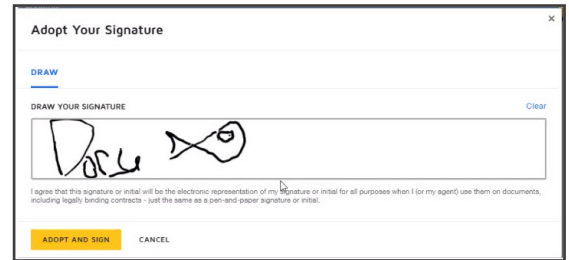 Adopt Your Signature
×
DRAW
DRAW YOUR SIGNATURE Clear
Dory
I agree that this signature or initial will be the electronic representation of my signature or initial for all purposes when I (or my agent) use them on documents,
including legally binding contracts - just the same as a pen-and-paper signature or initial.
ADOPT AND SIGN CANCEL